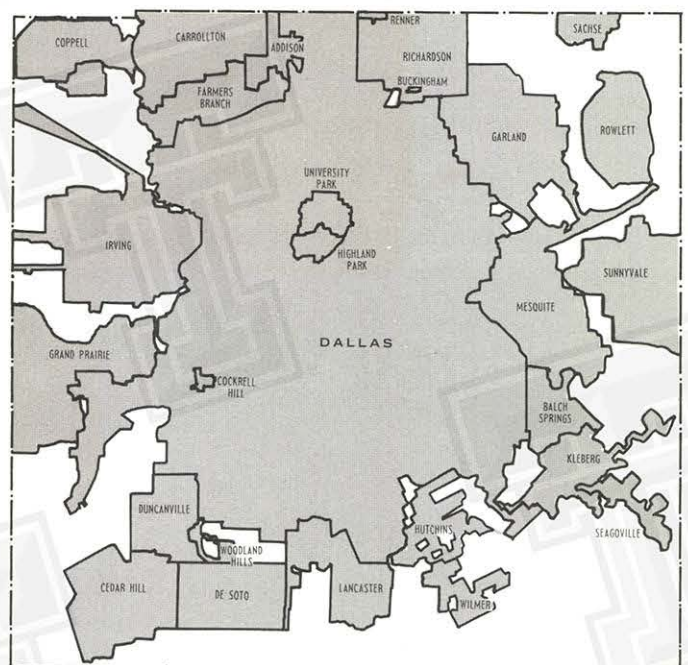 RENNER
SACHSE
COPPELL
CARROLLTON
ADDISON
RICHARDSON
BUCKINGHAM
FARMERS
BRANCH
GARLAND
ROWLETT
UNIVERSITY
PARK
IRVING
HIGHLAND
PARK
SUNNYVALE
MESQUITE
DALLAS
GRAND PRAIRIE
COCKRELL
HILL
BALCH
SPRINGS
KLEBERG
DUNCANVILLE
HUTCHINS
SEAGOVILLE
WOODLAND
HILLS
CEDAR HILL
DE SOTO
LANCASTER
WILMER